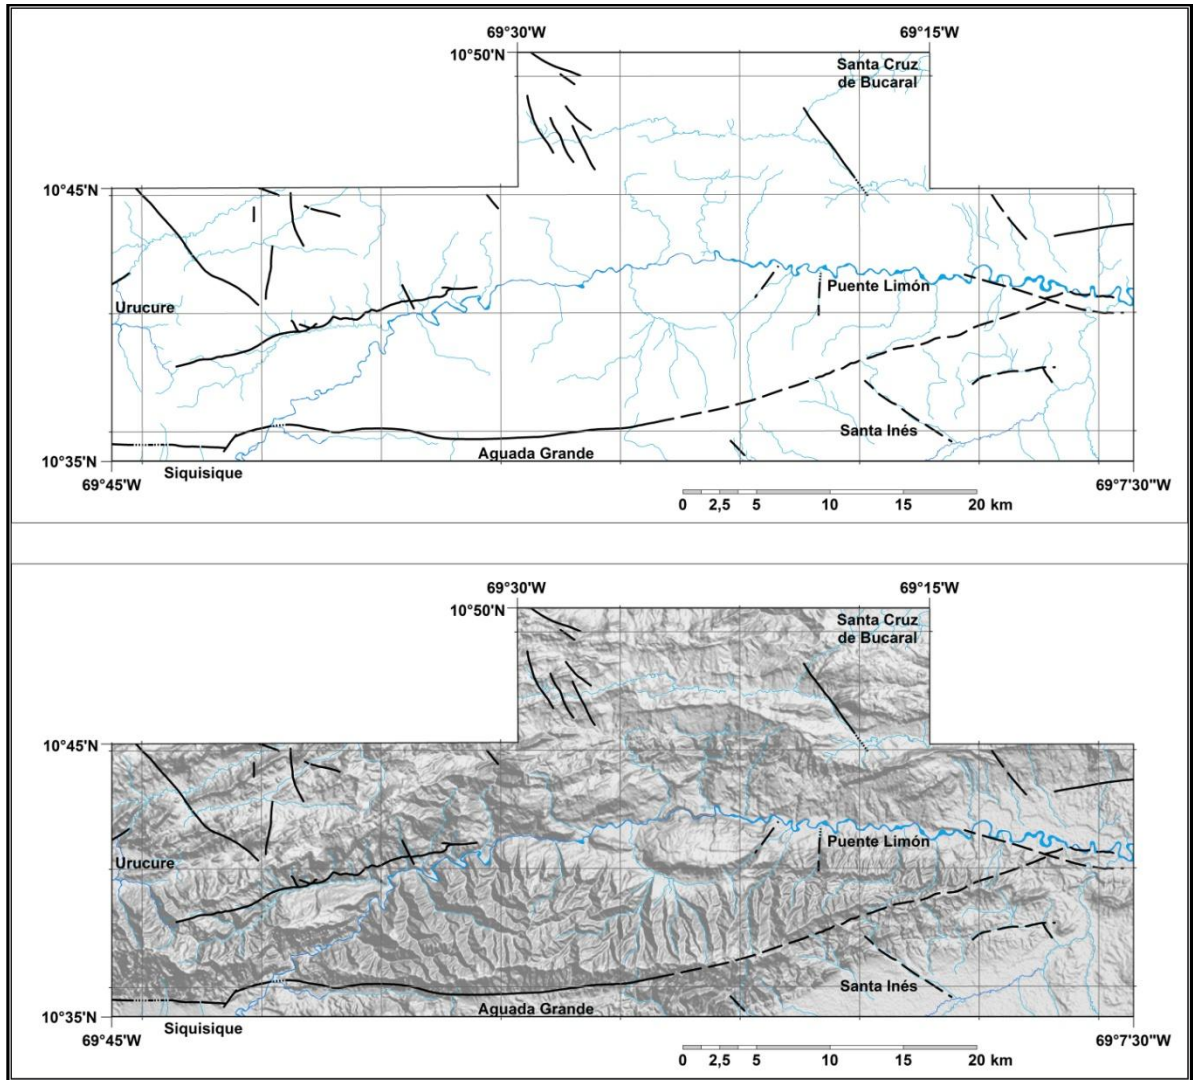 69°30'W
69°15'W
10°50'N
Santa Cruz
de Bucaral
10°45'N
Urucure
Puente Limón
Santa Inés
Aguada Grande
10°35'N
Siquisique
69°45'W
69°7'30"W
0 2,5 5 10 15 20 km
69°30'W
69°15'W
10°50'N
Santa Cruz
de Bucaral
10°45'N
Urucure
Puente Limón
Santa Inés
Aguada Grande
10°35'N
Siquisique
69°45'W
69°7'30"W
0 2,5 5 10 15 20 km